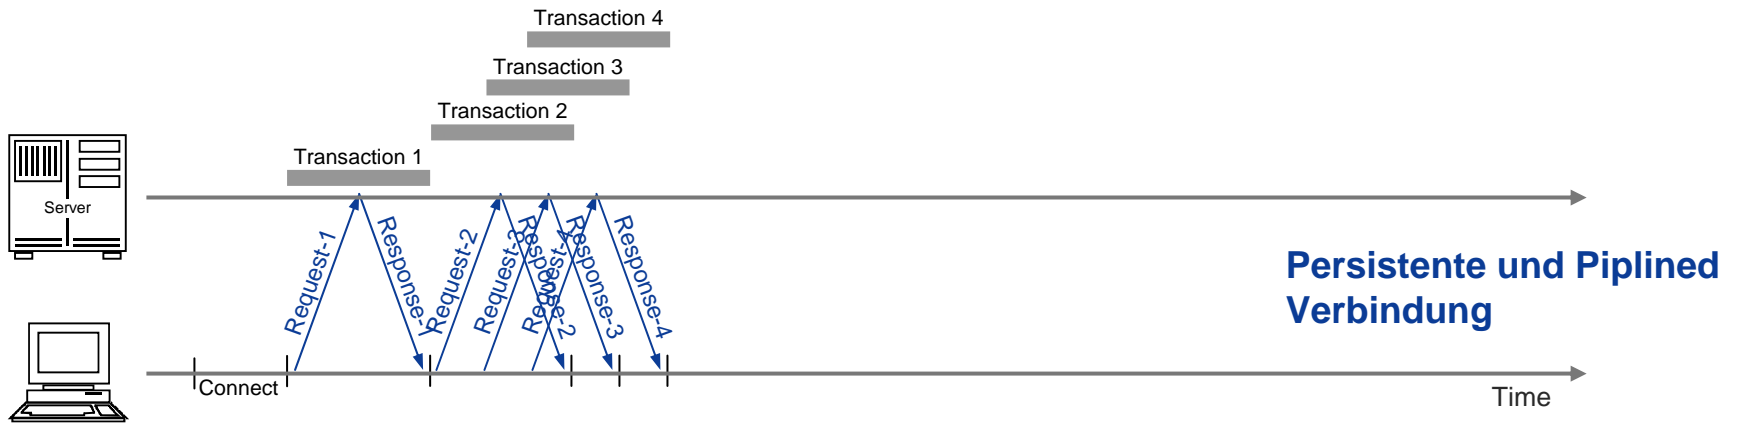 Transaction 4
Transaction 3
Transaction 2
Transaction 1
Server
Request-1
Response-1
Request-2
Request-3
Response-2
Request-4
Response-3
Response-4
Persistente und Piplined
Verbindung
Connect
Time